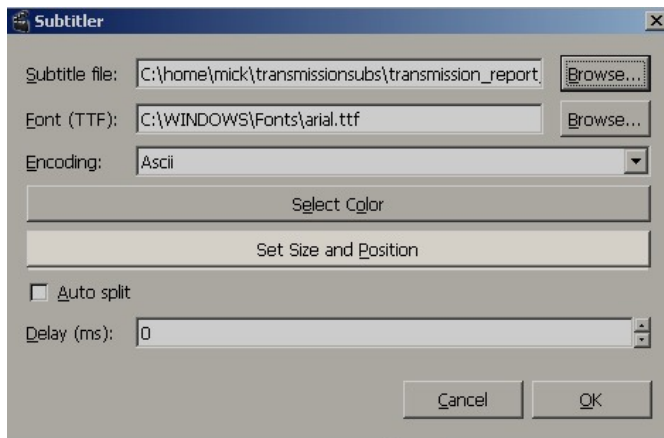 Subtitler
Subtitle file: C:\home\mick\transmissionsubs\transmission_report_ Browse...
Font (TTF): C:\WINDOWS\Fonts\arial.ttf Browse...
Encoding: Ascii
Select Color
Set Size and Position
Auto split
Delay (ms): 0
Cancel OK